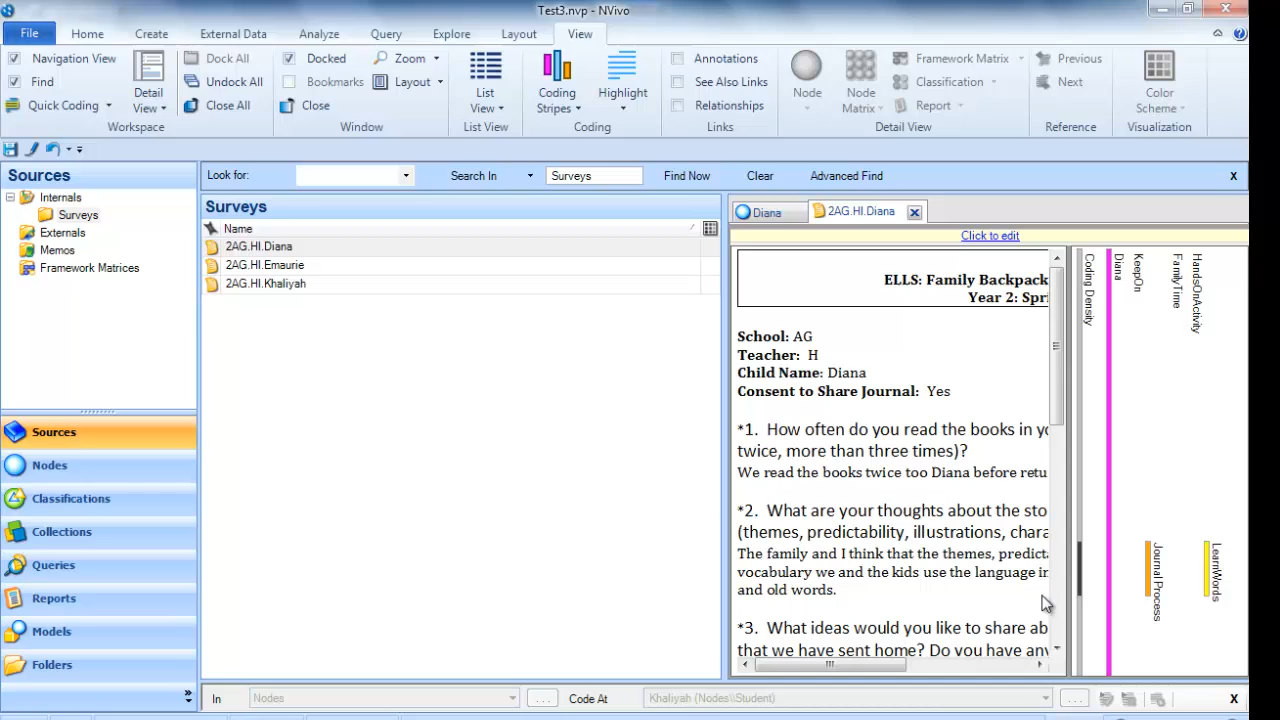 Test3.nvp - NVivo
File Home Create External Data Analyze Query Explore Layout View
Navigation View Dock All Docked Zoom Annotations Framework Matrix Previous
Find Undock All Bookmarks Layout See Also Links Classification Next
Detail View List View Coding Stripes Highlight Node Node Matrix Color Scheme
Quick Coding Close All Close Relationships Report
Workspace Window List View Coding Links Detail View Reference Visualization
Sources
Look for: Search In Surveys Find Now Clear Advanced Find x
Internals
Surveys
Externals
Memos
Framework Matrices
Surveys
Name
2AG.HI.Diana
2AG.HI.Emaurie
2AG.HI.Khaliyah
Diana 2AG.HI.Diana
Click to edit
ELLS: Family Backpack
Year 2: Spri
School: AG
Teacher: H
Child Name: Diana
Consent to Share Journal: Yes
*1. How often do you read the books in yo
twice, more than three times)?
We read the books twice too Diana before retu
*2. What are your thoughts about the sto
(themes, predictability, illustrations, chara
The family and I think that the themes, predicta
vocabulary we and the kids use the language in
and old words.
*3. What ideas would you like to share ab
that we have sent home? Do you have any
Coding Density
Diana
KeepOn
FamilyTime
HandsOnActivity
Journal Process
LearnWords
Sources
Nodes
Classifications
Collections
Queries
Reports
Models
Folders
In Nodes ... Code At Khaliyah (Nodes\\Student) ... x